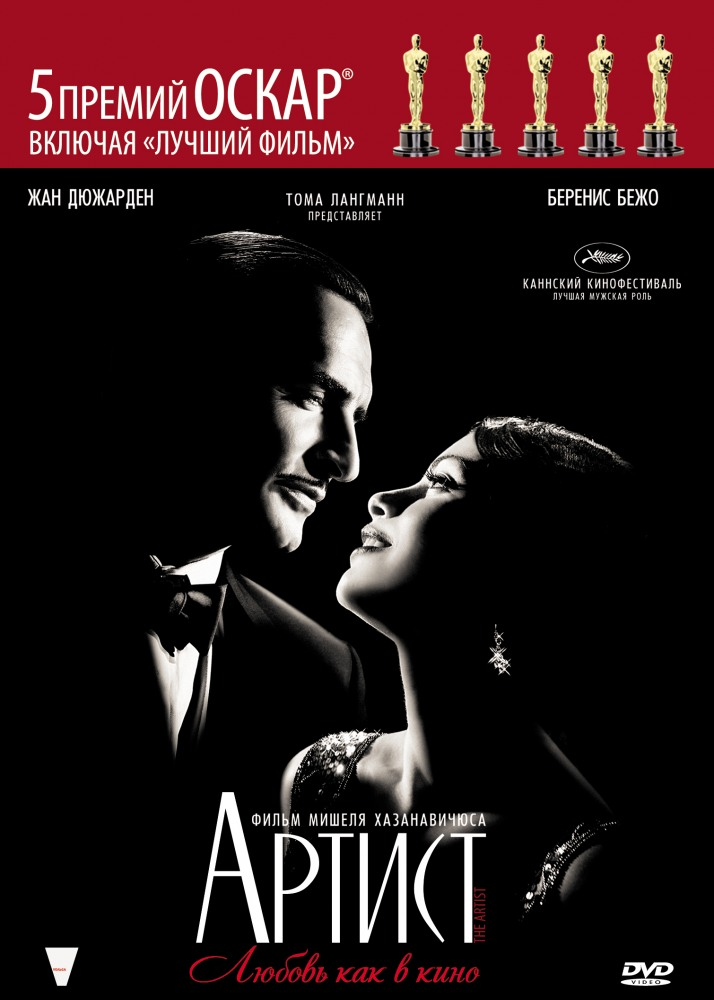 5 ПРЕМИЙ ОСКАР®
ВКЛЮЧАЯ «ЛУЧШИЙ ФИЛЬМ»
ЖАН ДЮЖАРДЕН
ТОМА ЛАНГМАНН
ПРЕДСТАВЛЯЕТ
БЕРЕНИС БЕЖО
КАННСКИЙ КИНОФЕСТИВАЛЬ
ЛУЧШАЯ МУЖСКАЯ РОЛЬ
ФИЛЬМ МИШЕЛЯ ХАЗАНАВИЧЮСА
АРТИСТ
THE ARTIST
Любовь как в кино
DVD
VIDEO